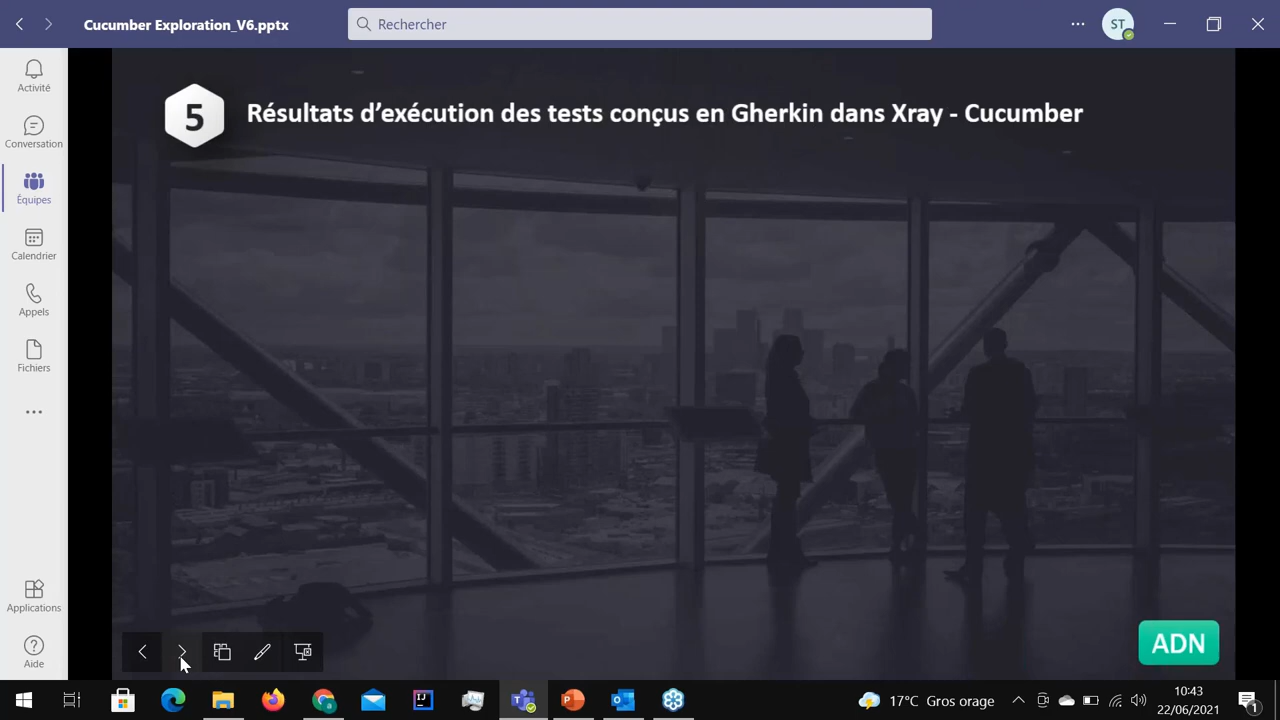 Cucumber Exploration_V6.pptx
Rechercher
ST
Activité
Conversation
Équipes
Calendrier
Appels
Fichiers
Applications
Aide
5
Résultats d’exécution des tests conçus en Gherkin dans Xray - Cucumber
ADN
17°C Gros orage
10:43
22/06/2021
1